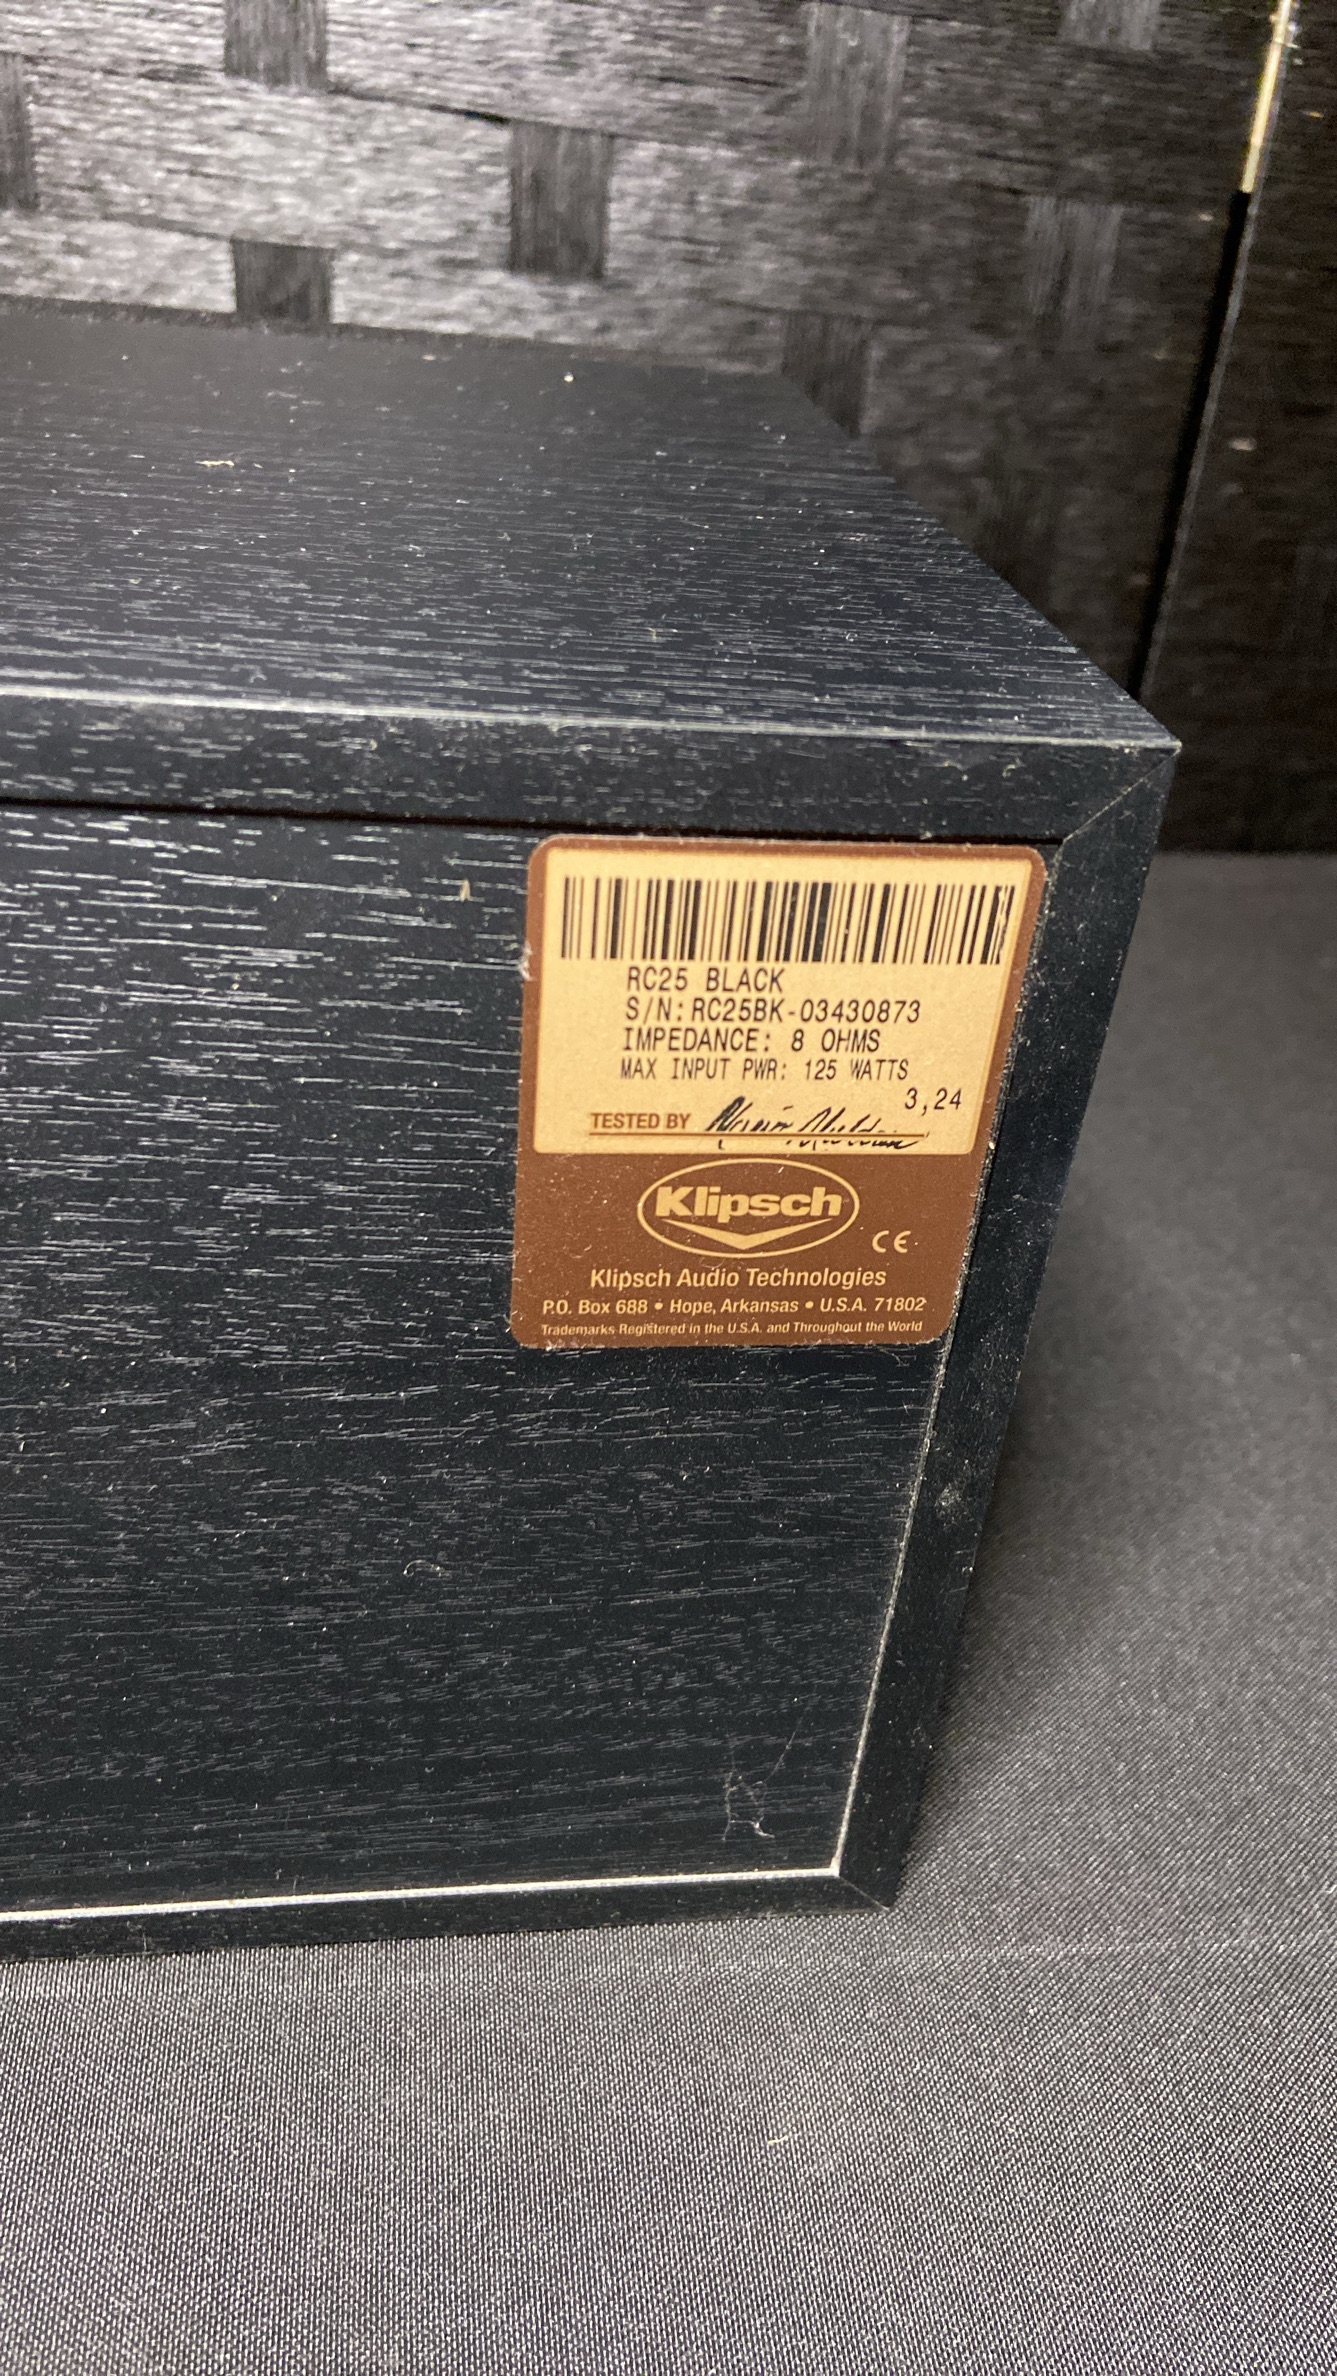 RC25 BLACK
S/N:RC25BK-03430873
IMPEDANCE: 8 OHMS
MAX INPUT PWR: 125 WATTS
3,24
TESTED BY
Klipsch
CE
Klipsch Audio Technologies
P.O. Box 688 • Hope, Arkansas • U.S.A. 71802
Trademarks Registered in the U.S.A. and Throughout the World